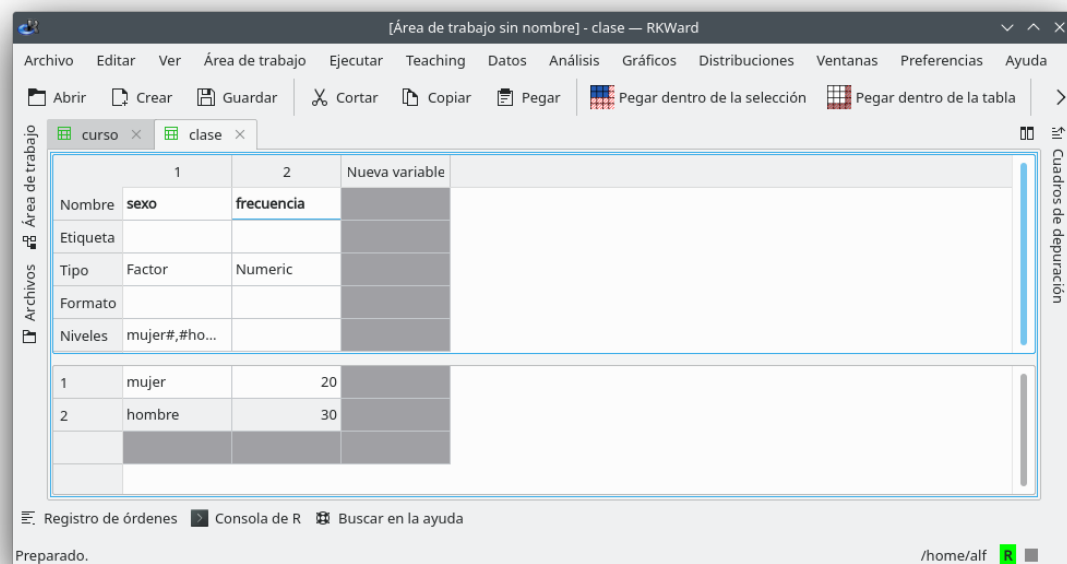 [Área de trabajo sin nombre] - clase — RKWard
Archivo Editar Ver Área de trabajo Ejecutar Teaching Datos Análisis Gráficos Distribuciones Ventanas Preferencias Ayuda
Abrir Crear Guardar Cortar Copiar Pegar Pegar dentro de la selección Pegar dentro de la tabla
curso clase
Área de trabajo
Archivos
Cuadros de depuración
1 2 Nueva variable
Nombre sexo frecuencia
Etiqueta
Tipo Factor Numeric
Formato
Niveles mujer#,#ho...
1 mujer 20
2 hombre 30
Registro de órdenes Consola de R Buscar en la ayuda
Preparado. /home/alf R